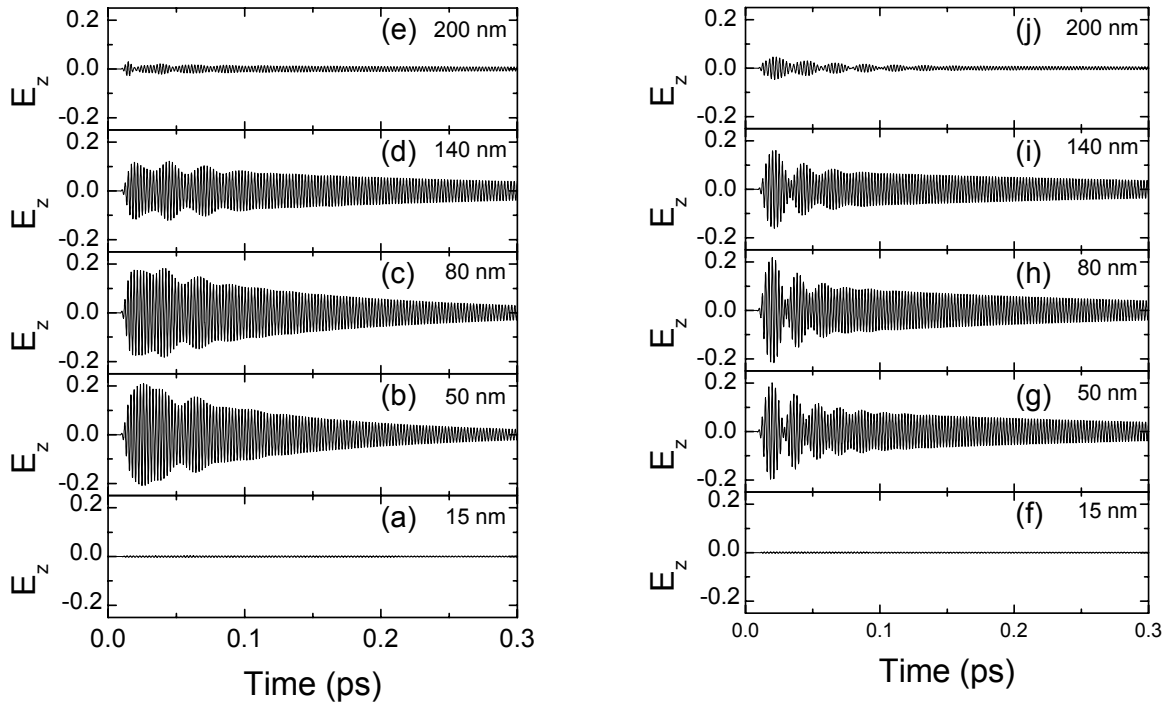 0.2 (e) 200 nm
0.0
-0.2
E_z
0.2 (d) 140 nm
0.0
-0.2
E_z
0.2 (c) 80 nm
0.0
-0.2
E_z
0.2 (b) 50 nm
0.0
-0.2
E_z
0.2 (a) 15 nm
0.0
-0.2
E_z
0.0 0.1 0.2 0.3
Time (ps)
0.2 (j) 200 nm
0.0
-0.2
E_z
0.2 (i) 140 nm
0.0
-0.2
E_z
0.2 (h) 80 nm
0.0
-0.2
E_z
0.2 (g) 50 nm
0.0
-0.2
E_z
0.2 (f) 15 nm
0.0
-0.2
E_z
0.0 0.1 0.2 0.3
Time (ps)